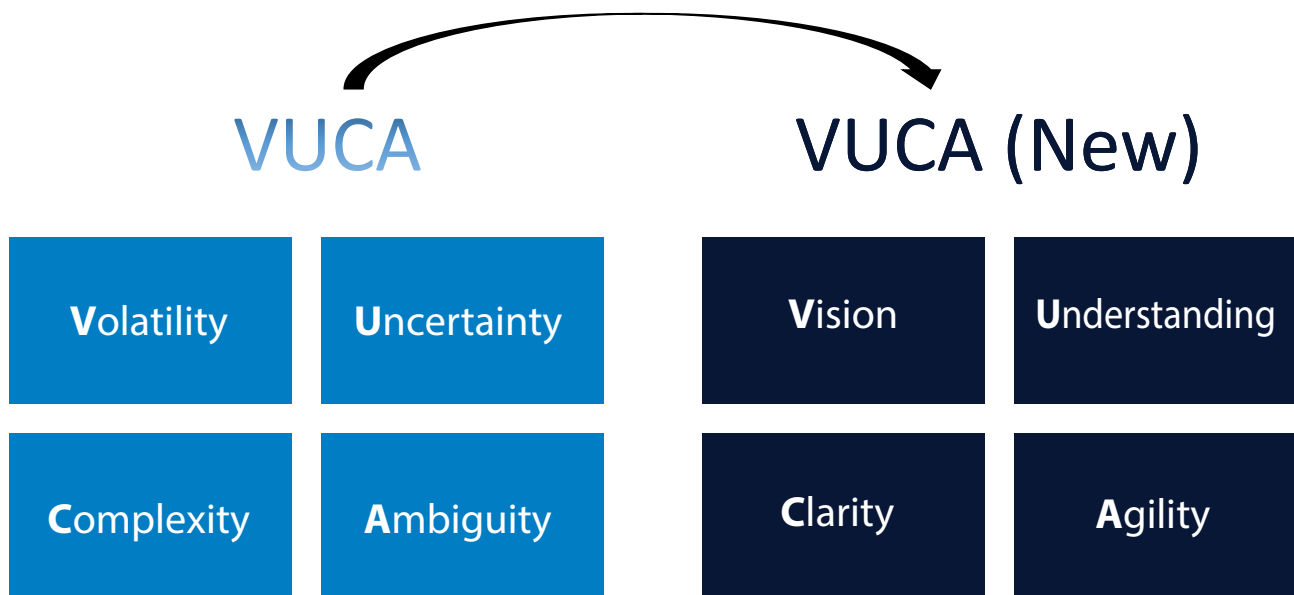 VUCA
VUCA (New)
Volatility
Uncertainty
Complexity
Ambiguity
Vision
Understanding
Clarity
Agility